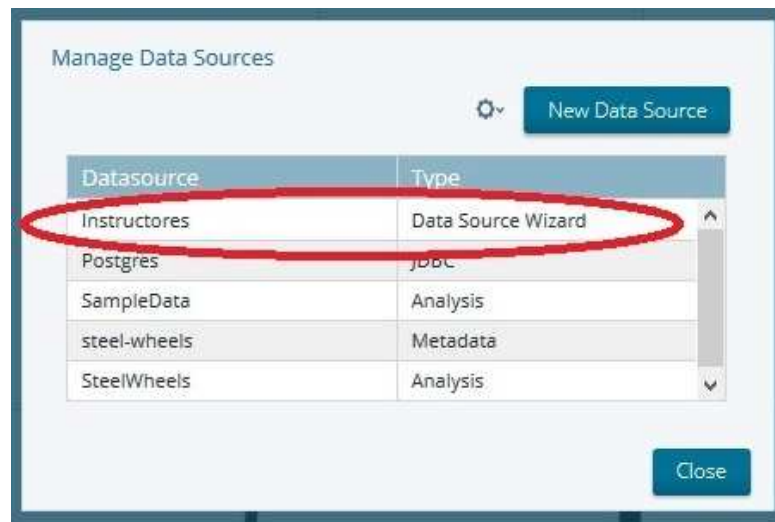 Manage Data Sources
New Data Source
Datasource Type
Instructores Data Source Wizard
Postgres JDBC
SampleData Analysis
steel-wheels Metadata
SteelWheels Analysis
Close